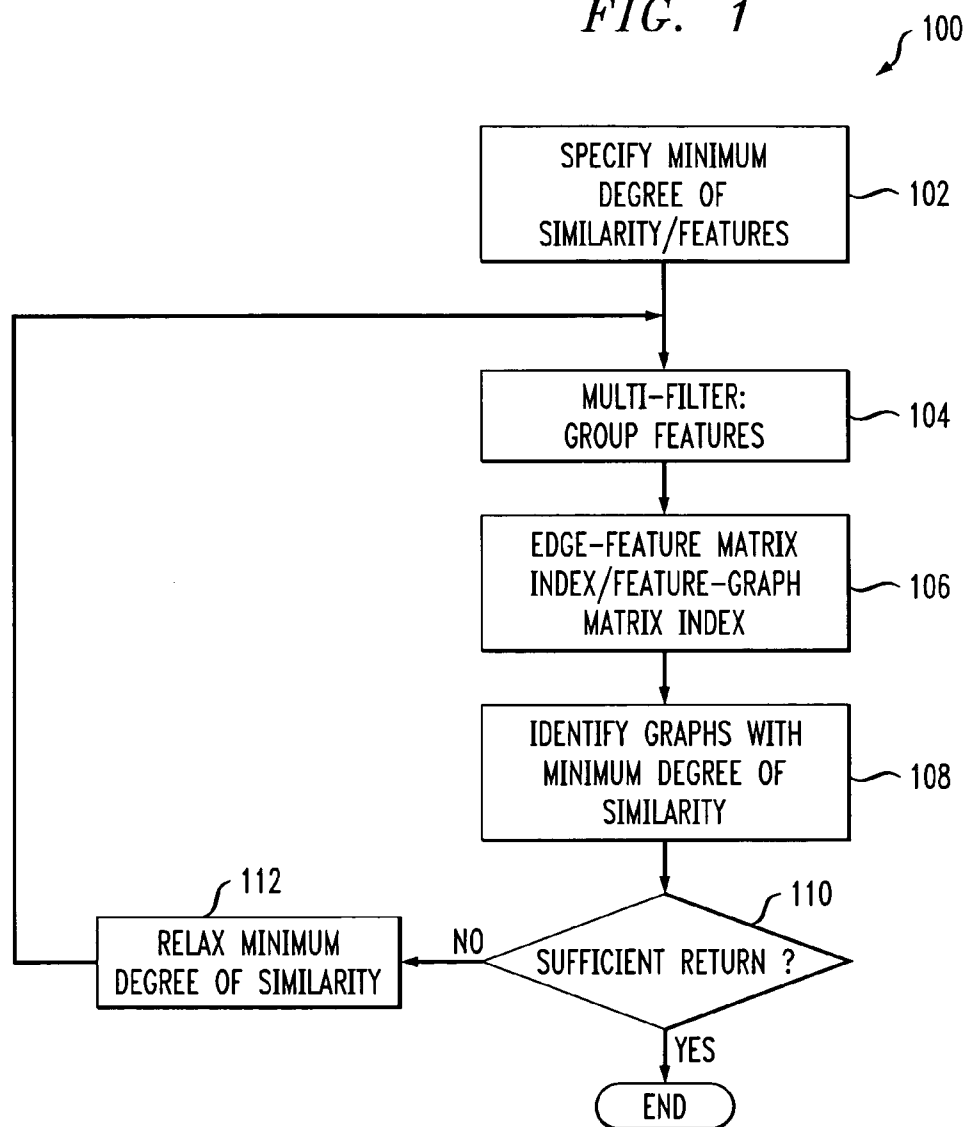 FIG. 1
100
SPECIFY MINIMUM
DEGREE OF
SIMILARITY/FEATURES
102
MULTI-FILTER:
GROUP FEATURES
104
EDGE-FEATURE MATRIX
INDEX/FEATURE-GRAPH
MATRIX INDEX
106
IDENTIFY GRAPHS WITH
MINIMUM DEGREE OF
SIMILARITY
108
110
SUFFICIENT RETURN ?
NO
112
RELAX MINIMUM
DEGREE OF SIMILARITY
YES
END